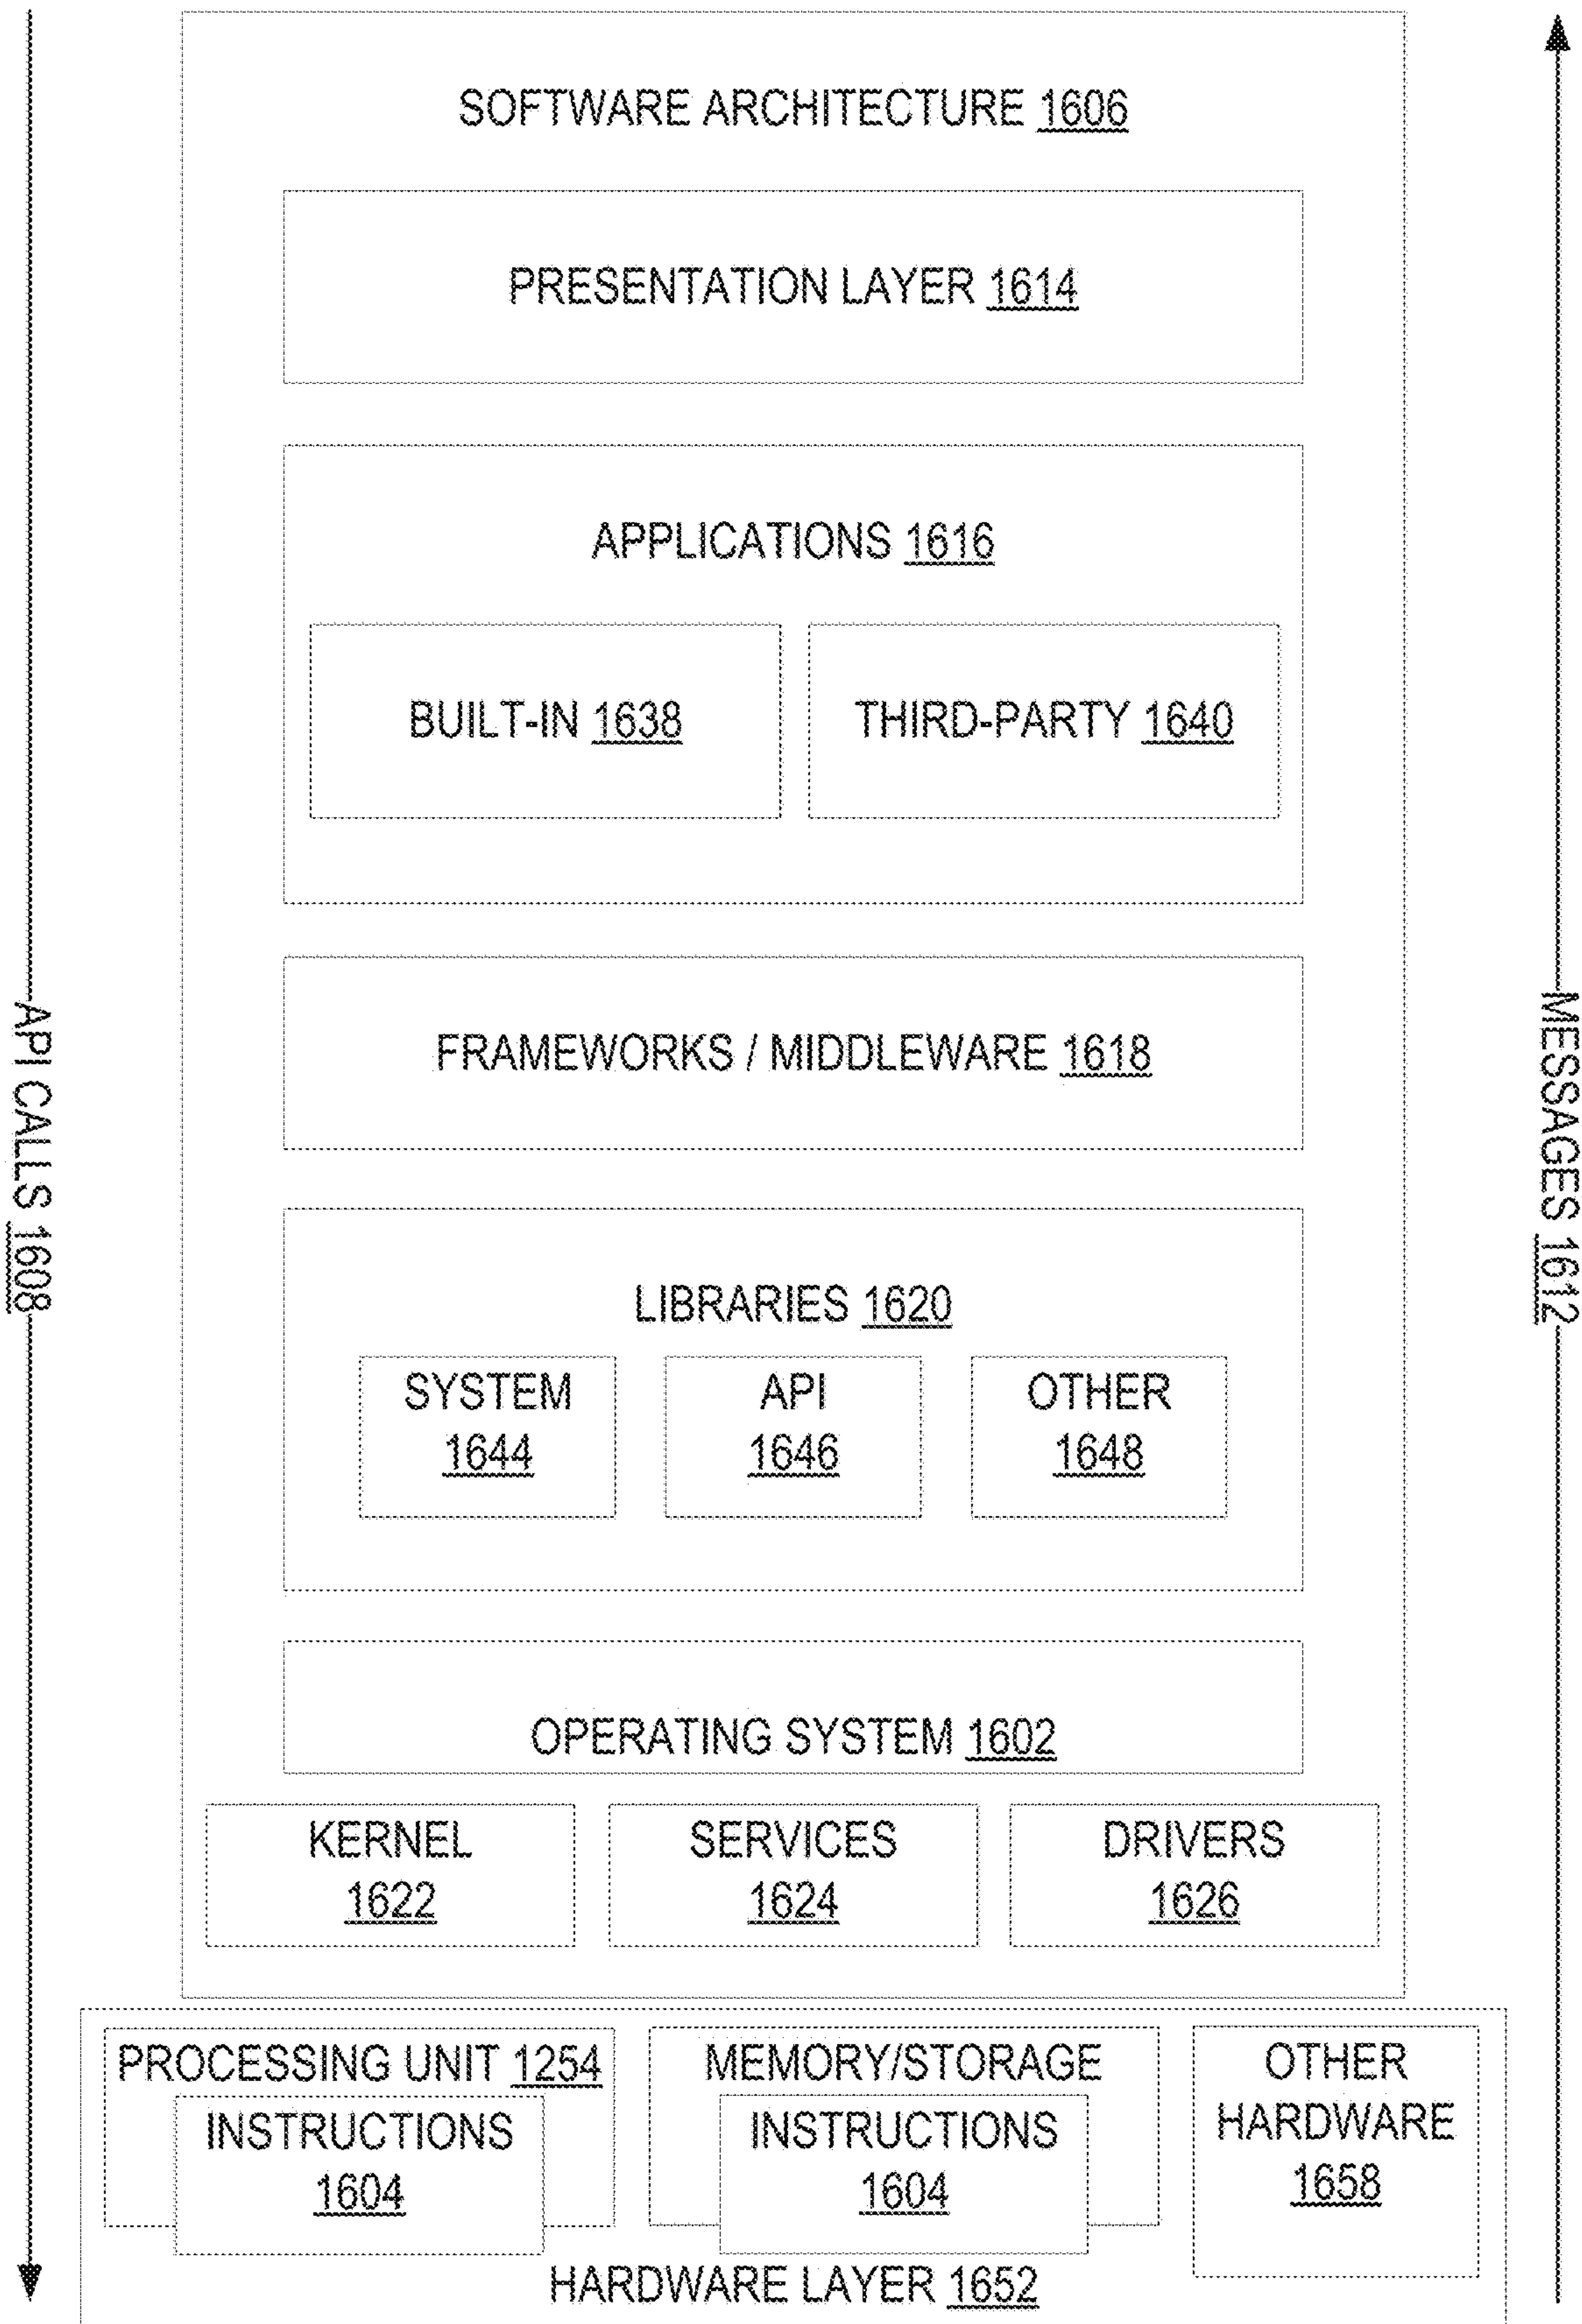 SOFTWARE ARCHITECTURE 1606
PRESENTATION LAYER 1614
APPLICATIONS 1616
BUILT-IN 1638
THIRD-PARTY 1640
FRAMEWORKS / MIDDLEWARE 1618
API CALLS 1608
MESSAGES 1612
LIBRARIES 1620
SYSTEM
1644
API
1646
OTHER
1648
OPERATING SYSTEM 1602
KERNEL
1622
SERVICES
1624
DRIVERS
1626
PROCESSING UNIT 1254
INSTRUCTIONS
1604
MEMORY/STORAGE
INSTRUCTIONS
1604
OTHER
HARDWARE
1658
HARDWARE LAYER 1652